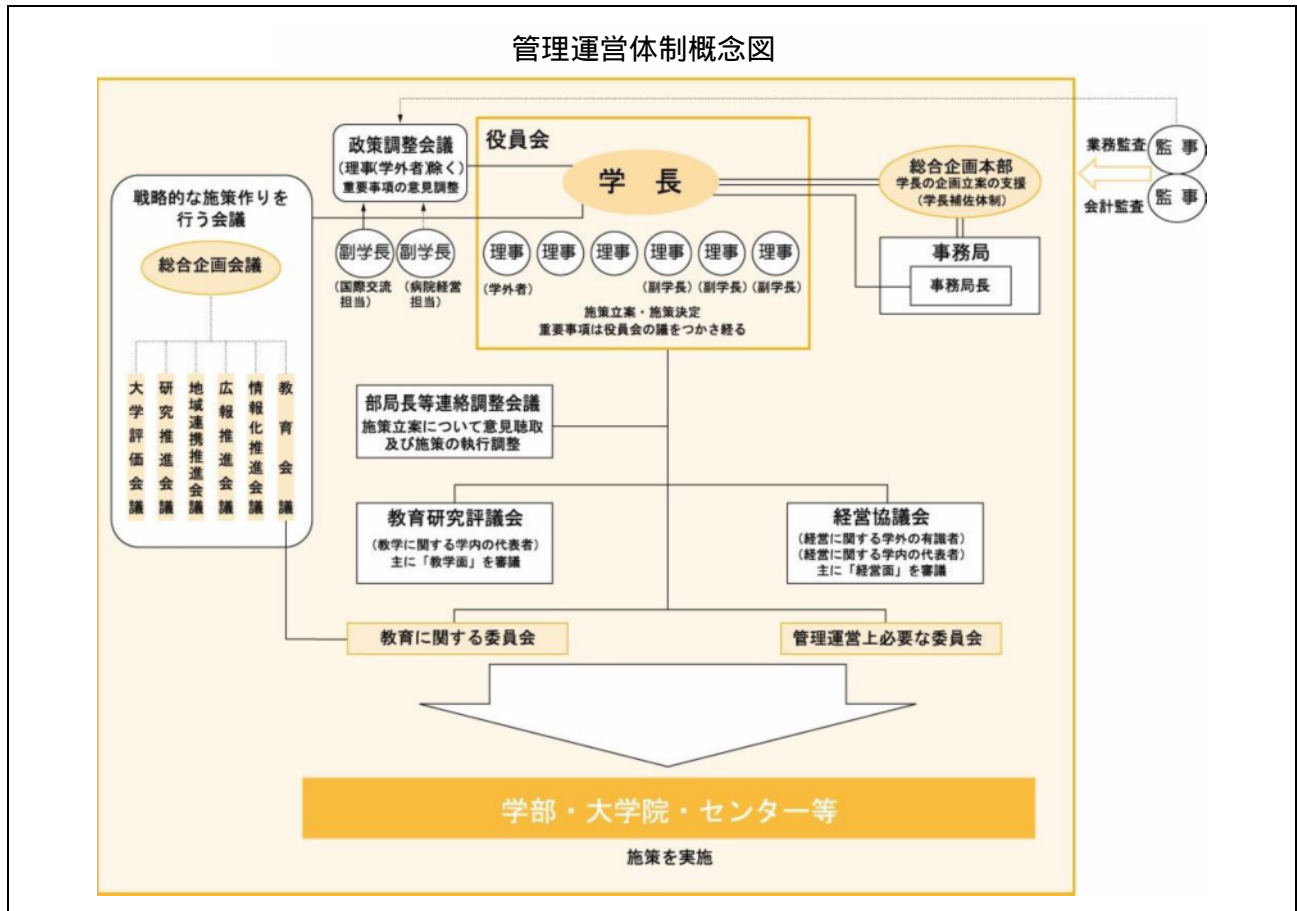 管理運営体制概念図
政策調整会議
(理事(学外者)除く)
重要事項の意見調整
役員会
学長
総合企画本部
学長の企画立案の支援
(学長補佐体制)
業務監査
監事
会計監査
監事
戦略的な施策作りを
行う会議
総合企画会議
副学長
(国際交流
担当)
副学長
(病院経営
担当)
理事
(学外者)
理事
理事
理事
(副学長)
理事
(副学長)
理事
(副学長)
施策立案・施策決定
重要事項は役員会の議をつかさ経る
事務局
事務局長
大学評価会議
研究推進会議
地域連携推進会議
広報推進会議
情報化推進会議
教育会議
部局長等連絡調整会議
施策立案について意見聴取
及び施策の執行調整
教育研究評議会
(教学に関する学内の代表者)
主に「教学面」を審議
経営協議会
(経営に関する学外の有識者)
(経営に関する学内の代表者)
主に「経営面」を審議
教育に関する委員会
管理運営上必要な委員会
学部・大学院・センター等
施策を実施